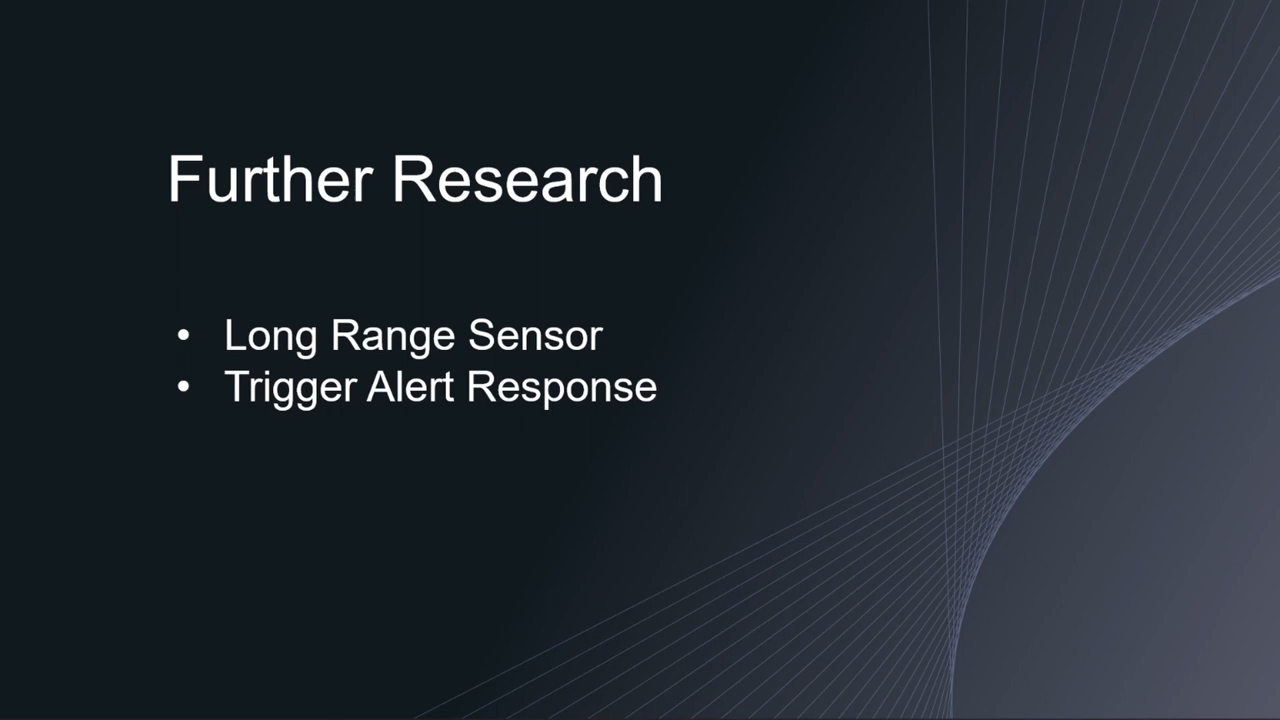 Further Research
• Long Range Sensor
• Trigger Alert Response